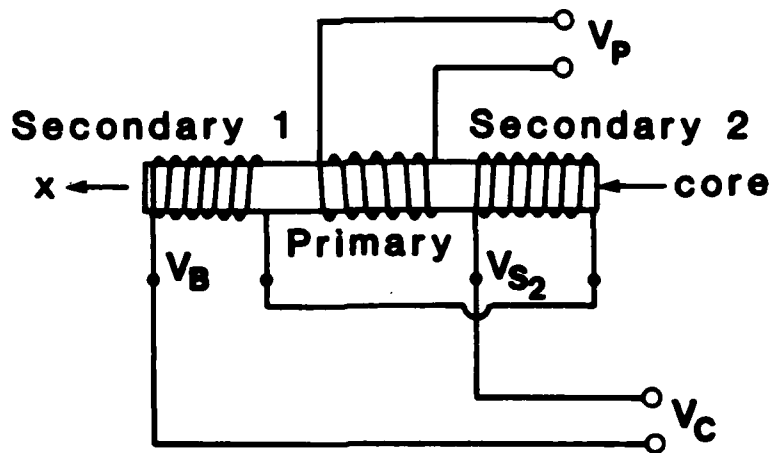 V_P
Secondary 1 Secondary 2
x core
Primary
V_B V_S₂
V_C